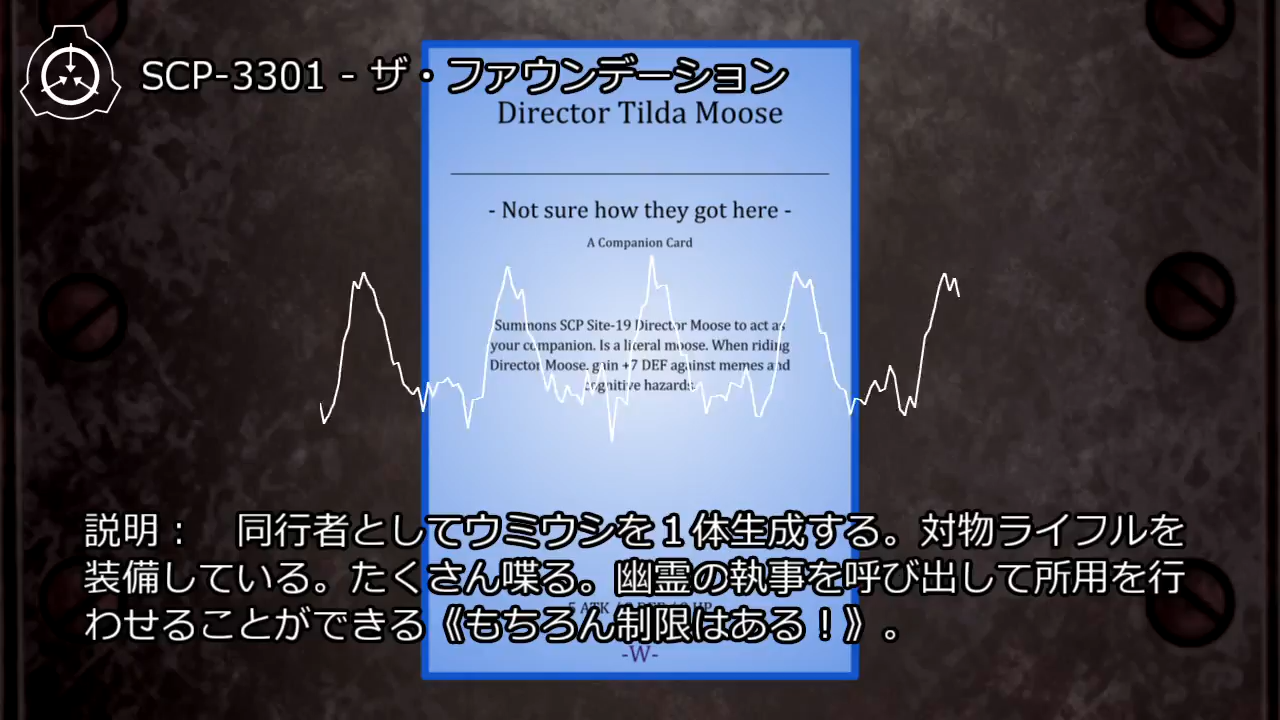 SCP-3301 - ザ・ファウンデーション
Director Tilda Moose
- Not sure how they got here -
A Companion Card
Summons SCP Site-19 Director Moose to act as
your companion. Is a literal moose. When riding
Director Moose, gain +7 DEF against memes and
cognitive hazards.
説明：　同行者としてウミウシを１体生成する。対物ライフルを
装備している。たくさん喋る。幽霊の執事を呼び出して所用を行
わせることができる《もちろん制限はある！》。
-W-